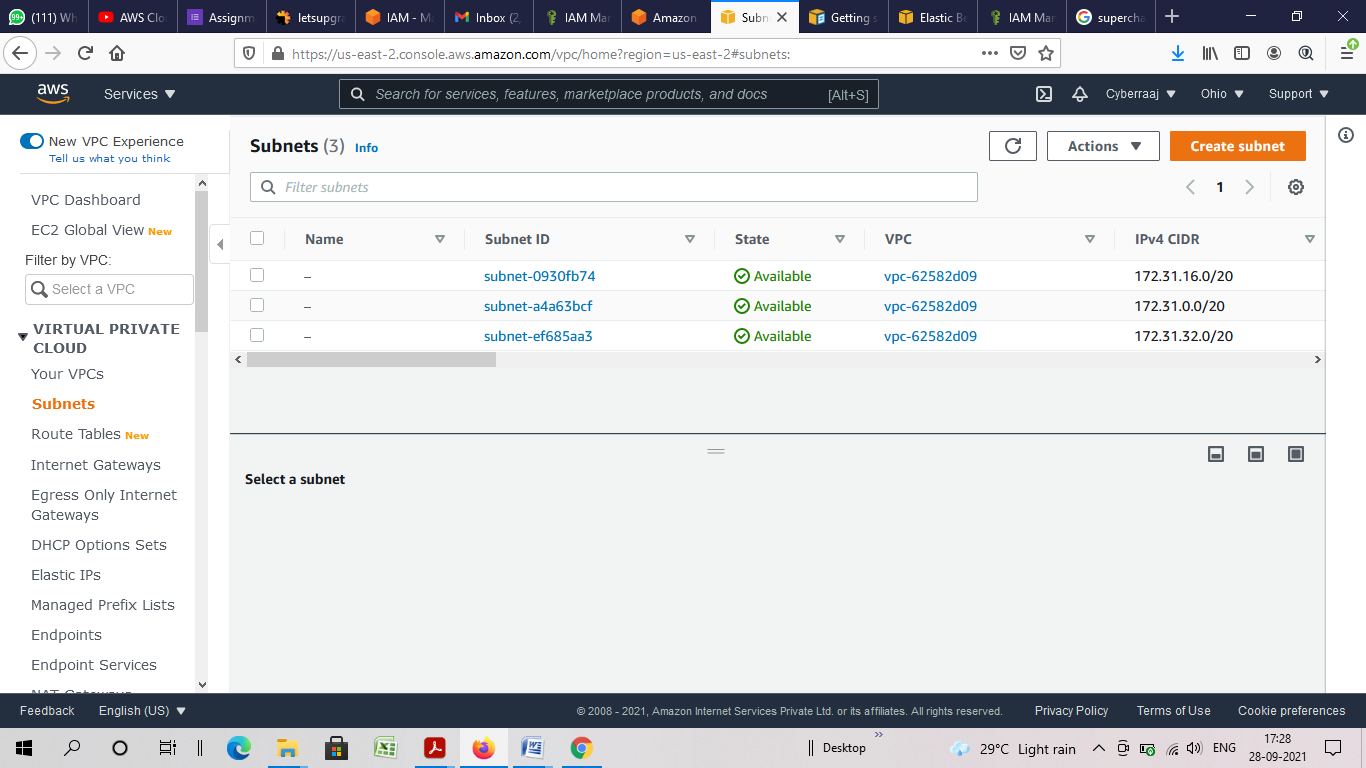 (111) Wh
AWS Clo
Assignm
letsupgra
IAM - Ma
Inbox (2,
IAM Man
Amazon
Subn
Getting s
Elastic Be
IAM Man
supercha
https://us-east-2.console.aws.amazon.com/vpc/home?region=us-east-2#subnets:
aws
Services
Search for services, features, marketplace products, and docs [Alt+S]
Cyberraaj
Ohio
Support
New VPC Experience
Tell us what you think
VPC Dashboard
EC2 Global View New
Filter by VPC:
Select a VPC
VIRTUAL PRIVATE
CLOUD
Your VPCs
Subnets
Route Tables New
Internet Gateways
Egress Only Internet
Gateways
DHCP Options Sets
Elastic IPs
Managed Prefix Lists
Endpoints
Endpoint Services
NAT Gateways
Subnets (3) Info
Actions
Create subnet
Filter subnets
1
Name Subnet ID State VPC IPv4 CIDR
– subnet-0930fb74 Available vpc-62582d09 172.31.16.0/20
– subnet-a4a63bcf Available vpc-62582d09 172.31.0.0/20
– subnet-ef685aa3 Available vpc-62582d09 172.31.32.0/20
Select a subnet
Feedback English (US)
© 2008 - 2021, Amazon Internet Services Private Ltd. or its affiliates. All rights reserved.
Privacy Policy Terms of Use Cookie preferences
Desktop
29°C Light rain
ENG
17:28
28-09-2021